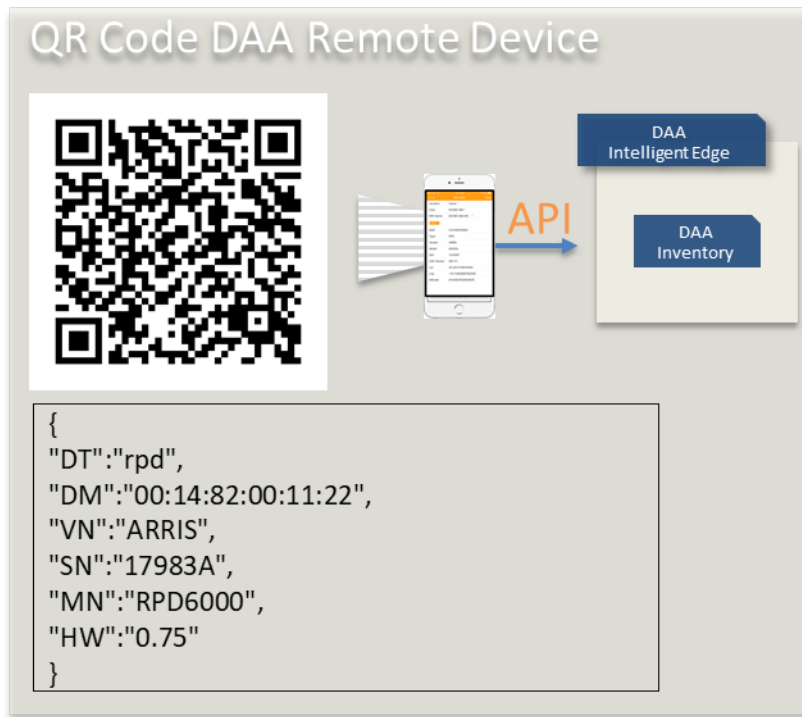 QR Code DAA Remote Device
DAA
Intelligent Edge
API
DAA
Inventory
{
"DT":"rpd",
"DM":"00:14:82:00:11:22",
"VN":"ARRIS",
"SN":"17983A",
"MN":"RPD6000",
"HW":"0.75"
}